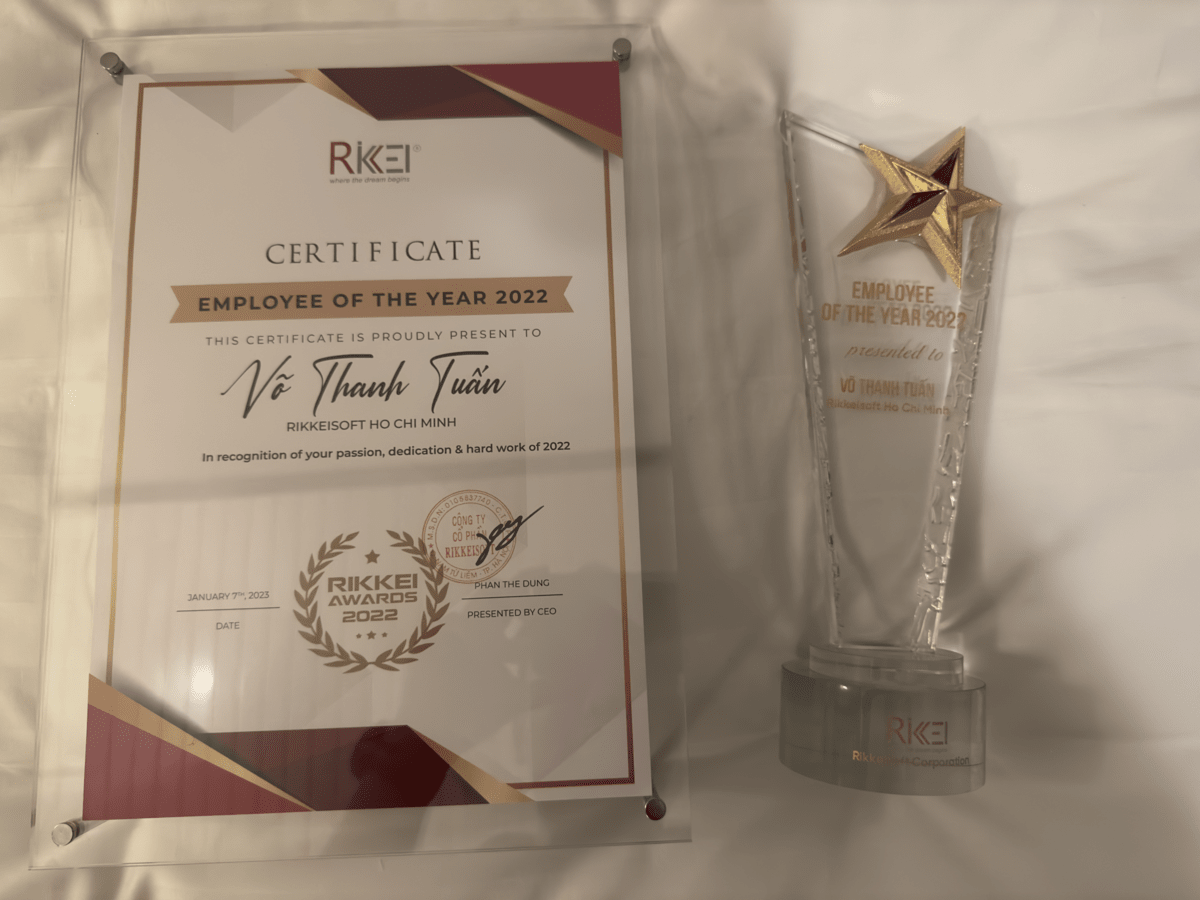 RiKKEI®
where the dream begins
CERTIFICATE
EMPLOYEE OF THE YEAR 2022
THIS CERTIFICATE IS PROUDLY PRESENT TO
Võ Thanh Tuấn
RIKKEISOFT HO CHI MINH
In recognition of your passion, dedication & hard work of 2022
CÔNG TY
CỔ PHẦN
RIKKEISOFT
RIKKEI
AWARDS
2022
JANUARY 7TH, 2023
DATE
PHAN THE DUNG
PRESENTED BY CEO
EMPLOYEE
OF THE YEAR 2022
presented to
VÕ THANH TUẤN
Rikkeisoft Ho Chi Minh
RiKKEI
Corporation